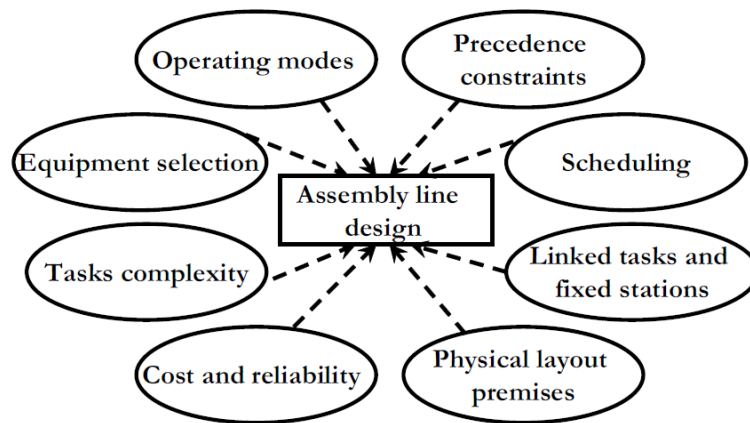 Operating modes
Precedence
constraints
Equipment selection
Scheduling
Assembly line
design
Tasks complexity
Linked tasks and
fixed stations
Cost and reliability
Physical layout
premises